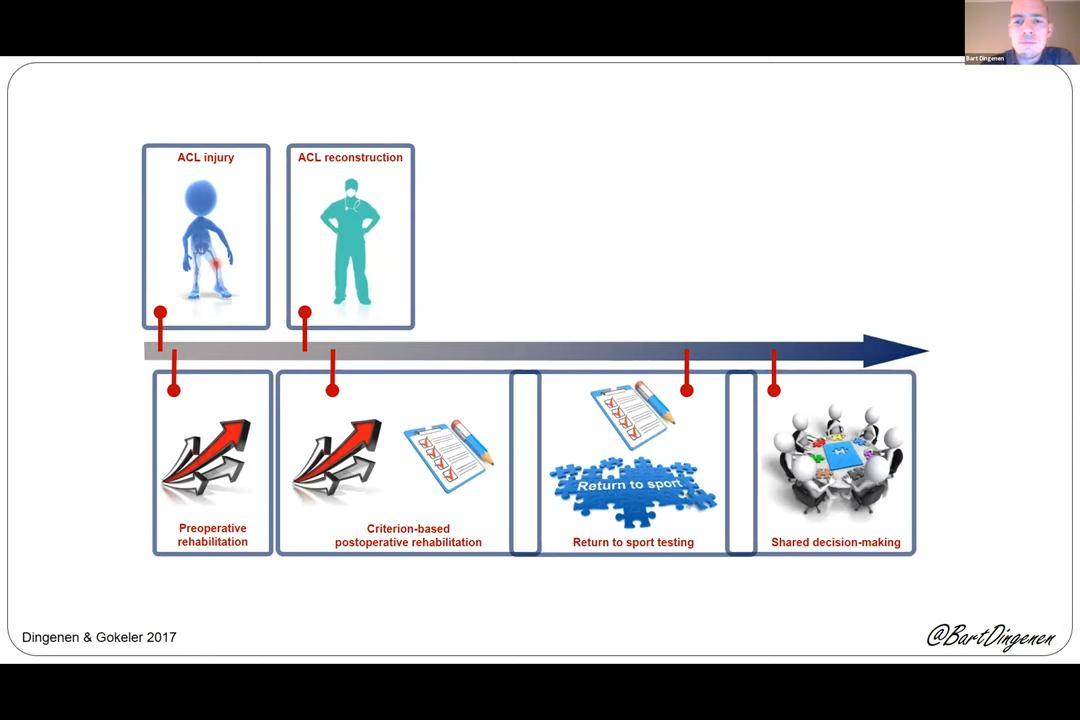 Bart Dingenen
ACL injury
ACL reconstruction
Return to sport
Preoperative
rehabilitation
Criterion-based
postoperative rehabilitation
Return to sport testing
Shared decision-making
Dingenen & Gokeler 2017
@BartDingenen